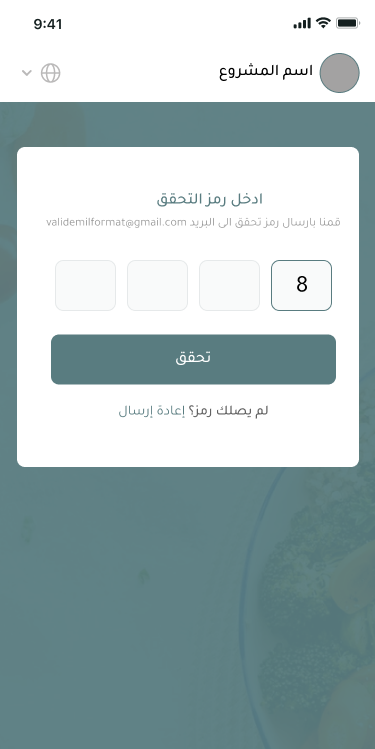 9:41
اسم المشروع
ادخل رمز التحقق
قمنا بارسال رمز تحقق الى البريد validemilformat@gmail.com
8
تحقق
لم يصلك رمز؟ إعادة إرسال